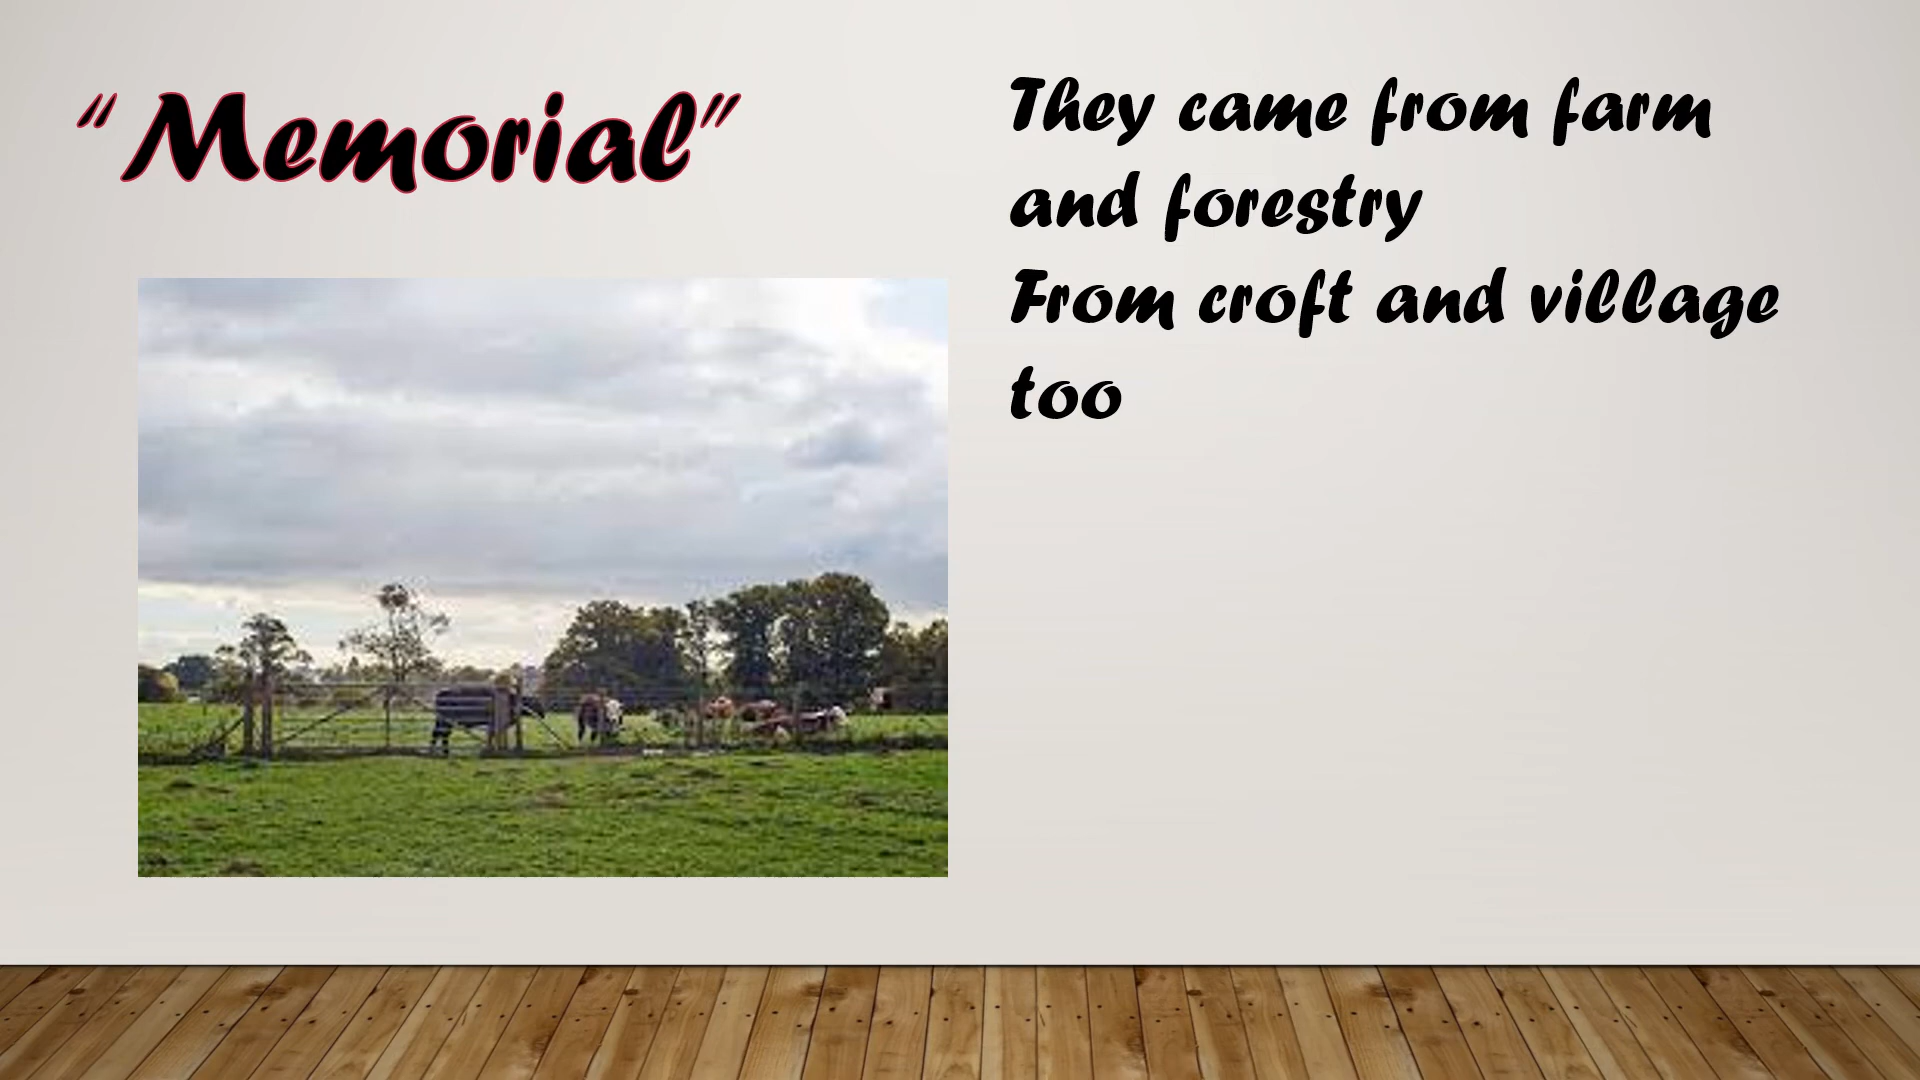 “Memorial”
They came from farm
and forestry
From croft and village
too